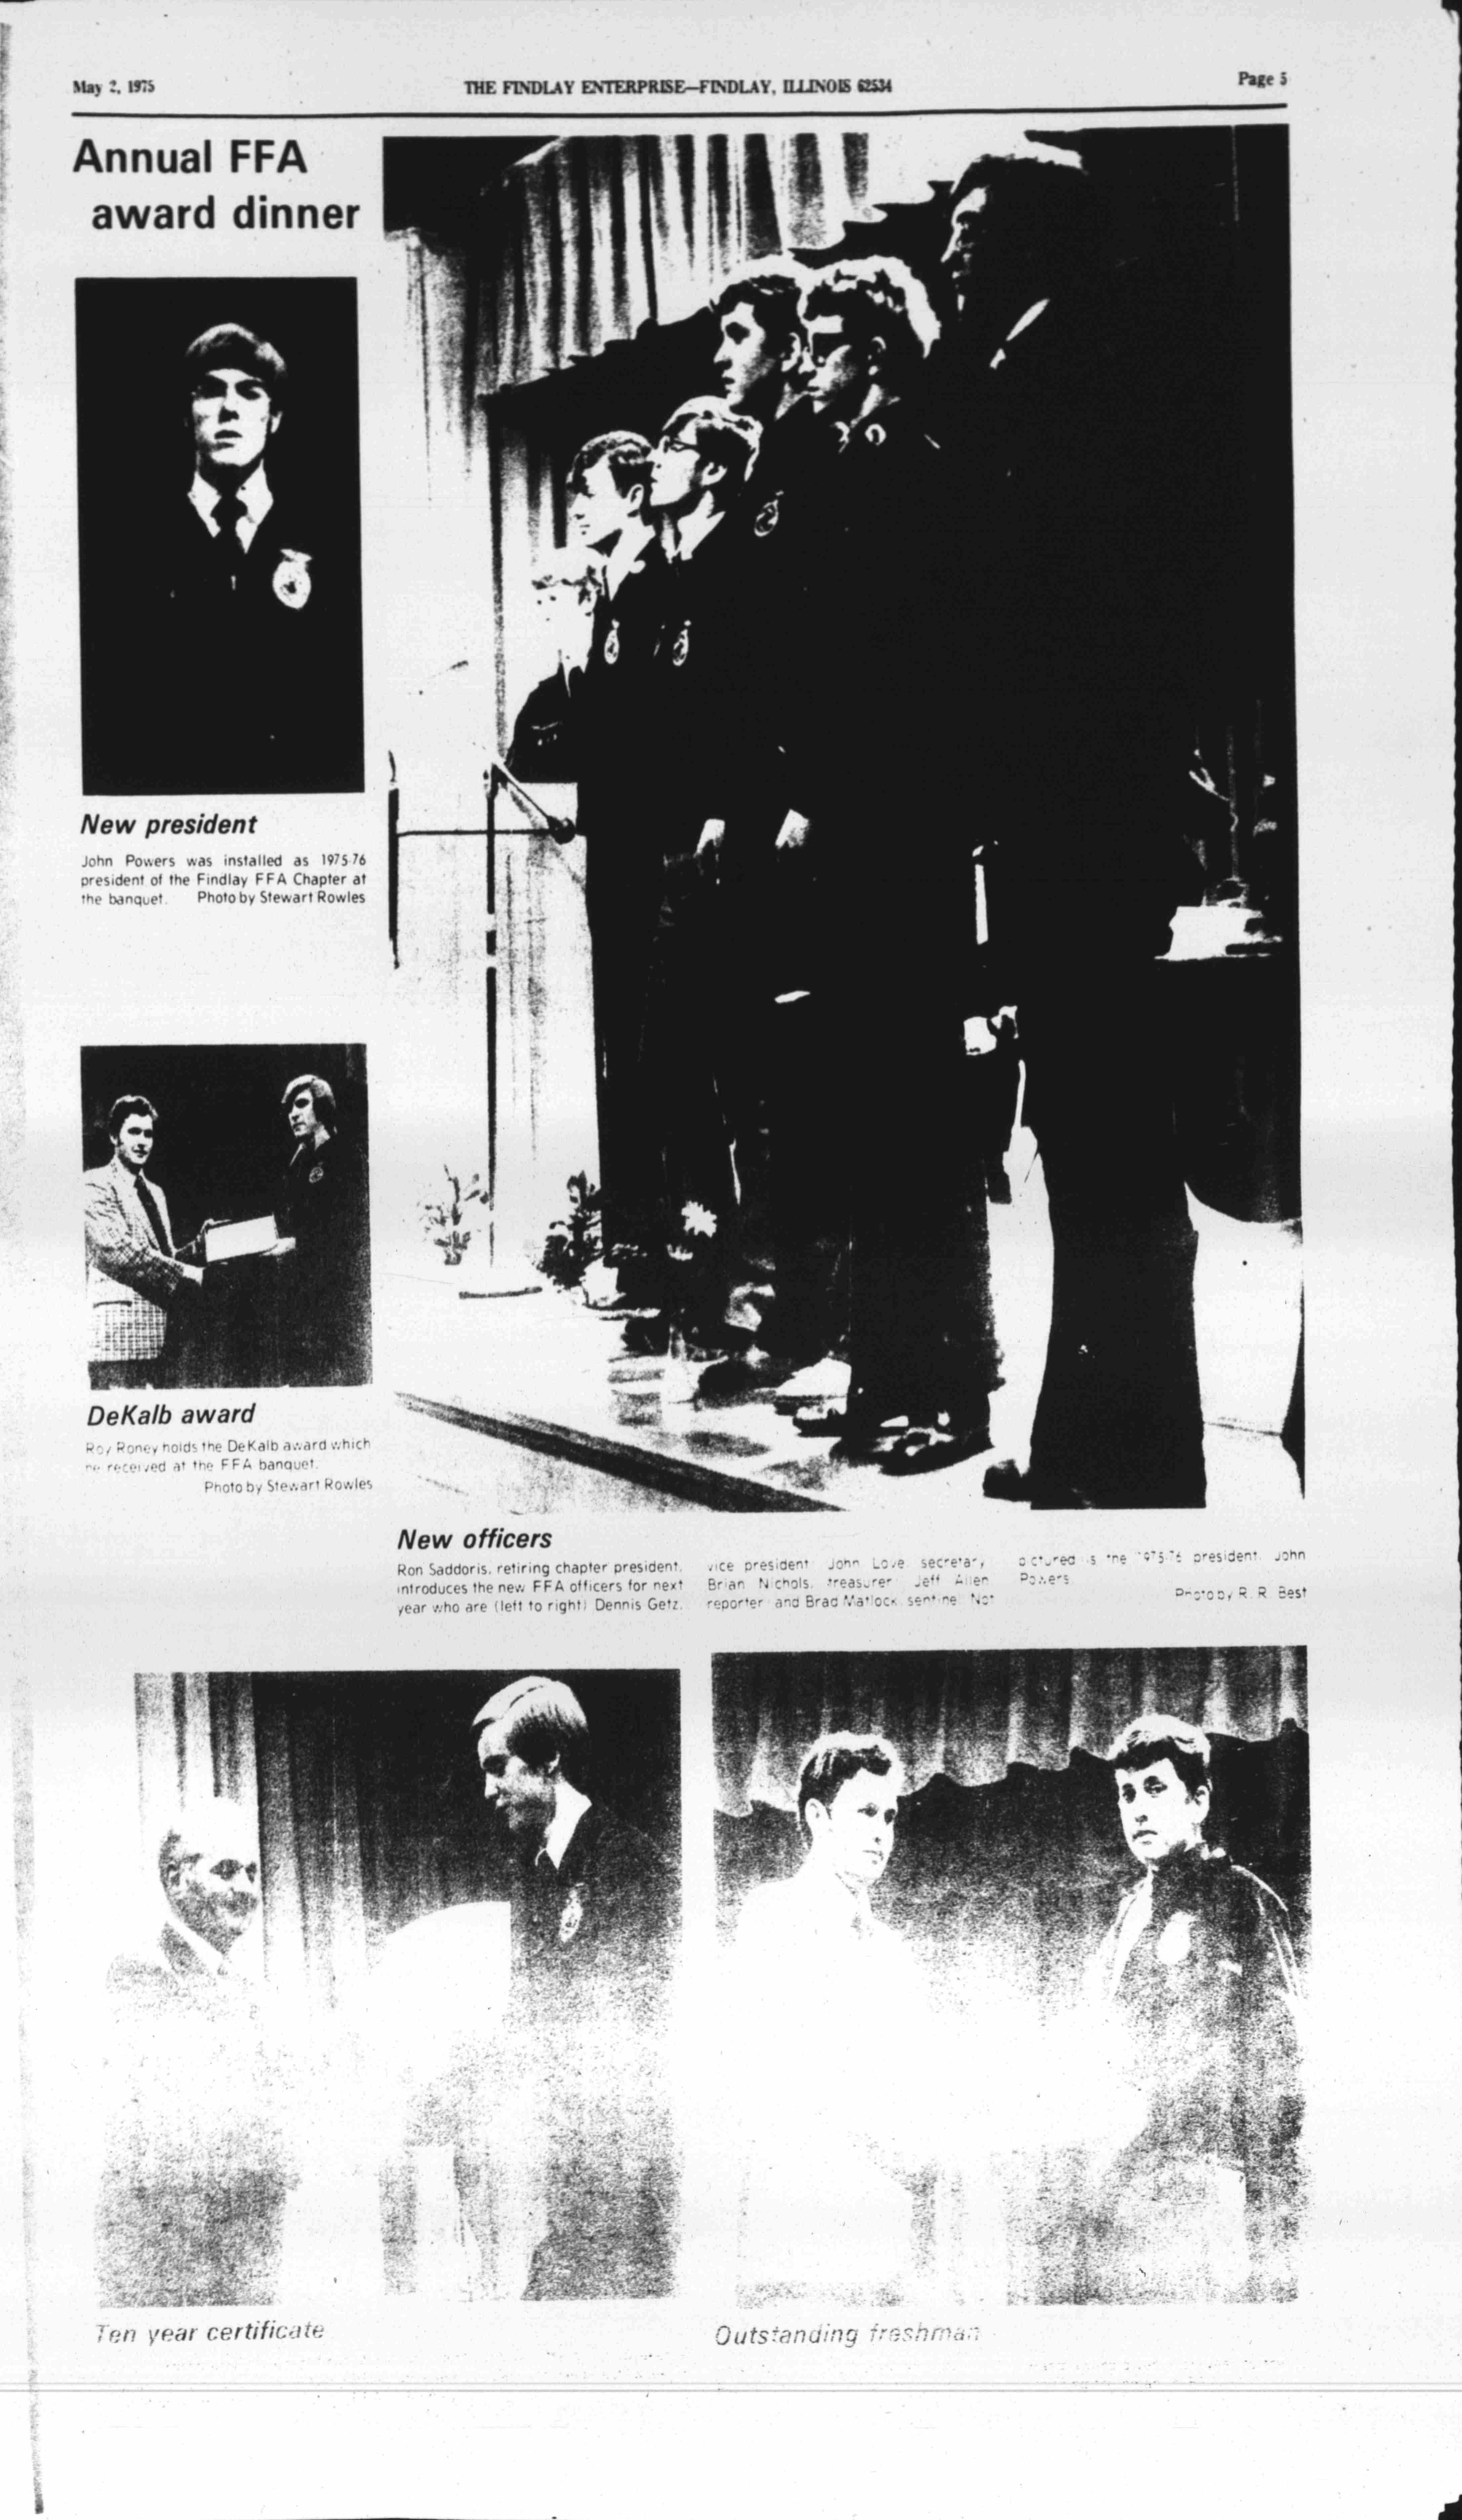 May 2, 1975
THE FINDLAY ENTERPRISE—FINDLAY, ILLINOIS 62534
Page 5
Annual FFA
award dinner
New president
John Powers was installed as 1975-76
president of the Findlay FFA Chapter at
the banquet. Photo by Stewart Rowles
DeKalb award
Roy Roney holds the DeKalb award which
he received at the FFA banquet.
Photo by Stewart Rowles
New officers
Ron Saddoris, retiring chapter president,
introduces the new FFA officers for next
year who are (left to right) Dennis Getz,
vice president John Love secretary
Brian Nichols, treasurer Jeff Allen
reporter and Brad Matlock sentinel Not
pictured is the 1975-76 president, John
Powers
Photo by R. R. Best
Ten year certificate
Outstanding freshman